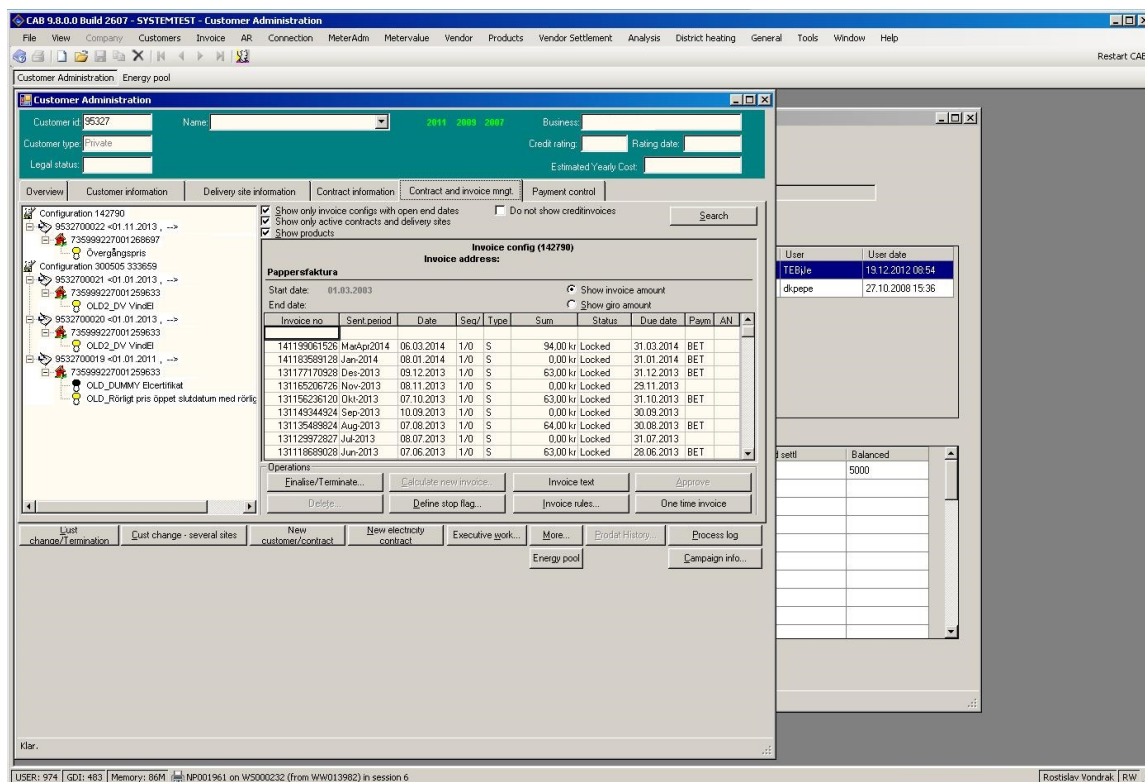 CAB 9.8.0.0 Build 2607 - SYSTEMTEST - Customer Administration
File View Company Customers Invoice AR Connection MeterAdm Metervalue Vendor Products Vendor Settlement Analysis District heating General Tools Window Help
Restart CAB
Customer Administration Energy pool
Customer Administration
Customer id: 95327 Name: 2011 2009 2007 Business:
Customer type: Private Credit rating: Rating date:
Legal status: Estimated Yearly Cost:
Overview Customer information Delivery site information Contract information Contract and invoice mngt. Payment control
Configuration 142790
9532700022 <01.11.2013 , -->
735999227001268697
Övergångspris
Configuration 300505 333659
9532700021 <01.01.2013 , -->
735999227001259633
OLD2_DV VindEl
9532700020 <01.01.2013 , -->
735999227001259633
OLD2_DV VindEl
9532700019 <01.01.2011 , -->
735999227001259633
OLD_DUMMY Elcertifikat
OLD_Rörligt pris öppet slutdatum med rörlig
Show only invoice configs with open end dates Do not show creditinvoices Search
Show only active contracts and delivery sites
Show products
Invoice config (142790)
Invoice address:
Pappersfaktura
Start date: 01.03.2003 Show invoice amount
End date: Show giro amount
Invoice no Sent.period Date Seq/ Type Sum Status Due date Paym AN
141199061526 MarApr2014 06.03.2014 1/0 S 94,00 kr Locked 31.03.2014 BET
141183589128 Jan-2014 08.01.2014 1/0 S 0,00 kr Locked 31.01.2014 BET
131177170928 Des-2013 09.12.2013 1/0 S 63,00 kr Locked 31.12.2013 BET
131165206726 Nov-2013 08.11.2013 1/0 S 0,00 kr Locked 29.11.2013
131156236120 Okt-2013 07.10.2013 1/0 S 63,00 kr Locked 31.10.2013 BET
131149344924 Sep-2013 10.09.2013 1/0 S 0,00 kr Locked 30.09.2013
131135489824 Aug-2013 07.08.2013 1/0 S 64,00 kr Locked 30.08.2013 BET
131129972827 Jul-2013 08.07.2013 1/0 S 0,00 kr Locked 31.07.2013
131118689028 Jun-2013 07.06.2013 1/0 S 63,00 kr Locked 28.06.2013 BET
Operations
Finalise/Terminate... Calculate new invoice.. Invoice text Approve
Delete... Define stop flag... Invoice rules... One time invoice
Cust change/Termination Cust change - several sites New customer/contract New electricity contract Executive work... More... Prodat History... Process log
Energy pool Campaign info...
User User date
TEBjJe 19.12.2012 08:54
dkpepe 27.10.2008 15:36
settl Balanced
5000
Klar.
USER: 974 GDI: 483 Memory: 86M NP001961 on WS000232 (from WW013982) in session 6 Rostislav Vondrak RW